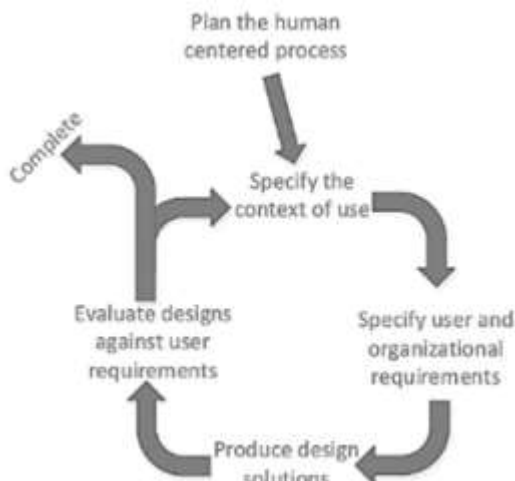 Plan the human
centered process
Complete
Specify the
context of use
Evaluate designs
against user
requirements
Specify user and
organizational
requirements
Produce design
solutions